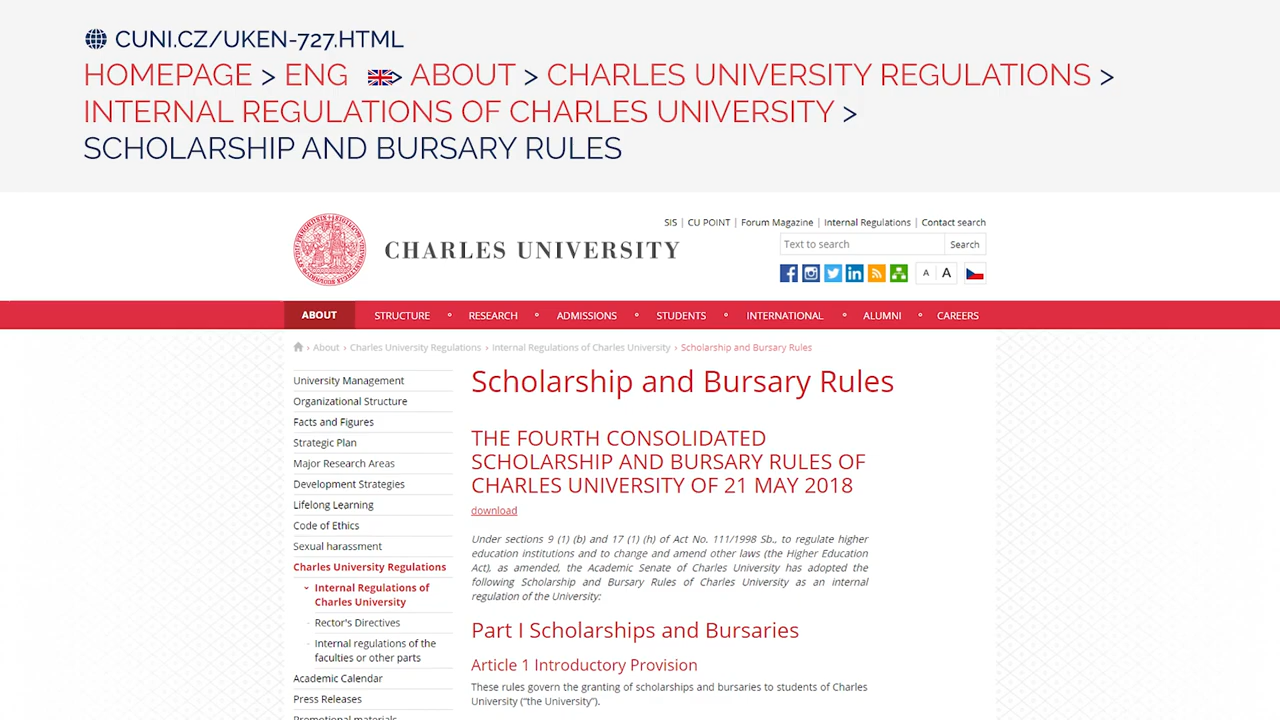 CUNI.CZ/UKEN-727.HTML
HOMEPAGE > ENG > ABOUT > CHARLES UNIVERSITY REGULATIONS >
INTERNAL REGULATIONS OF CHARLES UNIVERSITY >
SCHOLARSHIP AND BURSARY RULES
SIS | CU POINT | Forum Magazine | Internal Regulations | Contact search
CHARLES UNIVERSITY
Text to search Search
A A
ABOUT STRUCTURE RESEARCH ADMISSIONS STUDENTS INTERNATIONAL ALUMNI CAREERS
› About › Charles University Regulations › Internal Regulations of Charles University › Scholarship and Bursary Rules
University Management
Organizational Structure
Facts and Figures
Strategic Plan
Major Research Areas
Development Strategies
Lifelong Learning
Code of Ethics
Sexual harassment
Charles University Regulations
Internal Regulations of
Charles University
Rector's Directives
Internal regulations of the
faculties or other parts
Academic Calendar
Press Releases
Promotional materials
Scholarship and Bursary Rules
THE FOURTH CONSOLIDATED
SCHOLARSHIP AND BURSARY RULES OF
CHARLES UNIVERSITY OF 21 MAY 2018
download
Under sections 9 (1) (b) and 17 (1) (h) of Act No. 111/1998 Sb., to regulate higher
education institutions and to change and amend other laws (the Higher Education
Act), as amended, the Academic Senate of Charles University has adopted the
following Scholarship and Bursary Rules of Charles University as an internal
regulation of the University:
Part I Scholarships and Bursaries
Article 1 Introductory Provision
These rules govern the granting of scholarships and bursaries to students of Charles
University (“the University”).